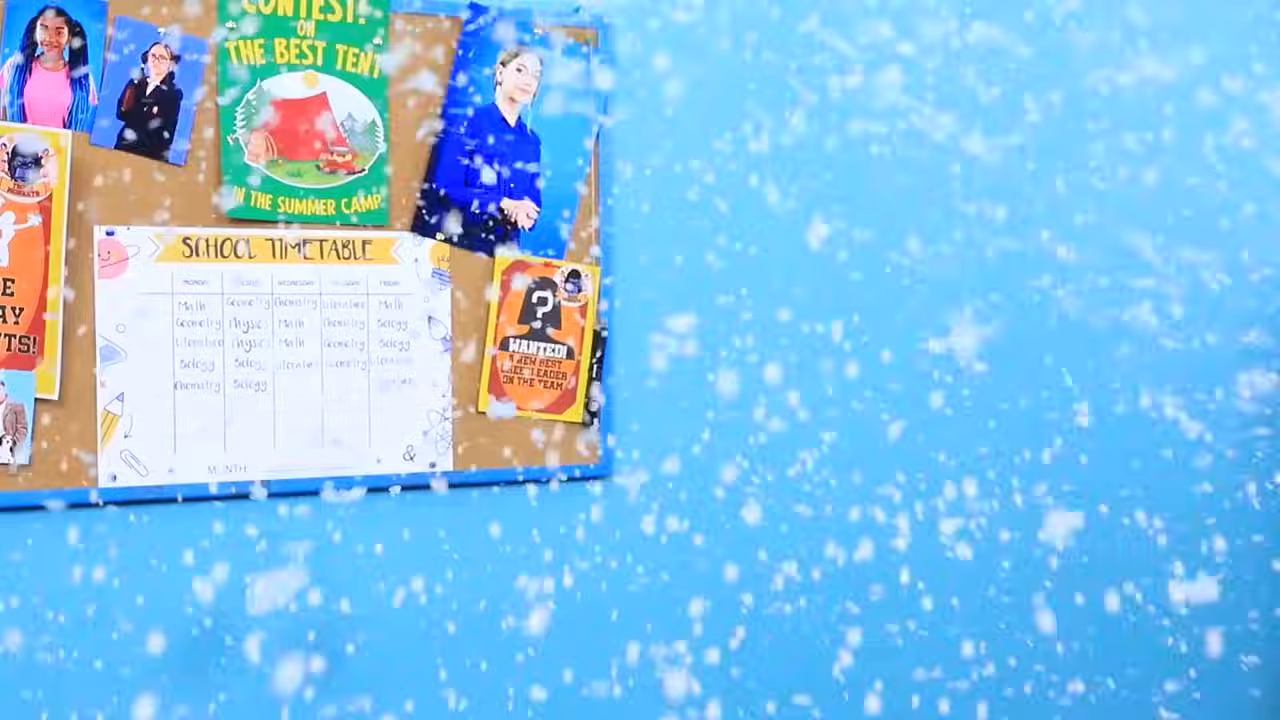 CONTEST!
ON
THE BEST TENT
IN THE SUMMER CAMP
SCHOOL TIMETABLE
MONDAY WEDNESDAY FRIDAY
Math Geometry Chemistry Literature Math
Geometry Physics Math Chemistry Biology
Literature Physics Math Geometry Biology
Biology Biology Literature Geometry Literature
Chemistry Biology
MONTH
&
WANTED!
A NEW BEST
CHEERLEADER
ON THE TEAM
E
AY
TS!